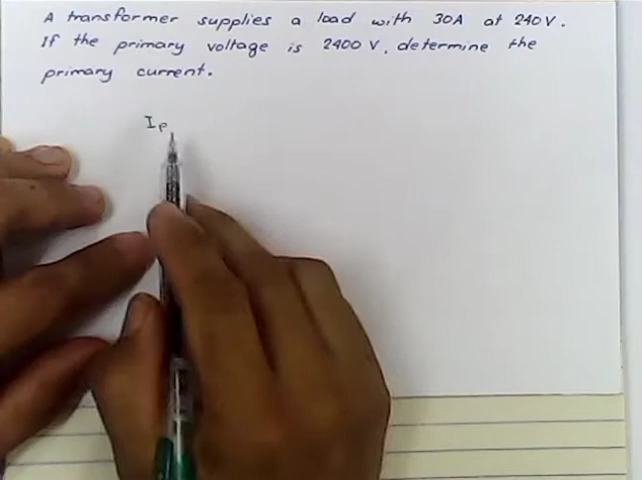 A transformer supplies a load with 30A at 240V.
If the primary voltage is 2400 V, determine the
primary current.
Ip